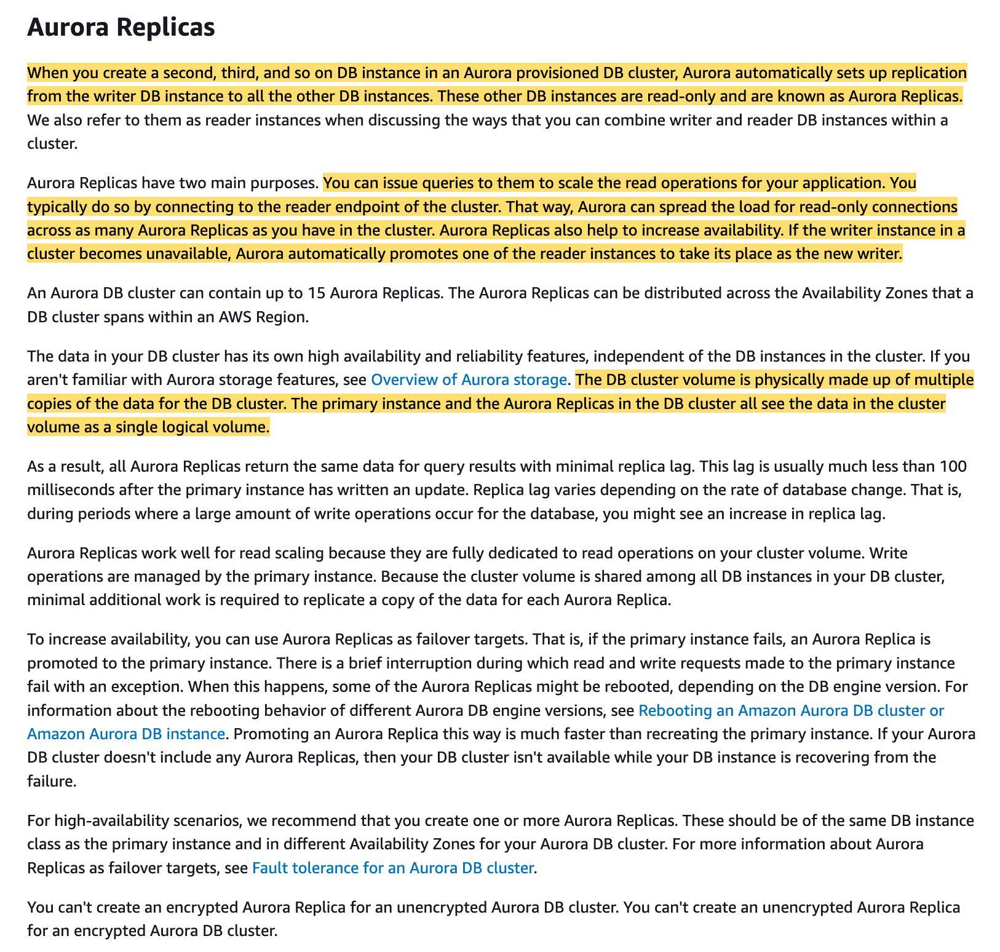 Aurora Replicas
When you create a second, third, and so on DB instance in an Aurora provisioned DB cluster, Aurora automatically sets up replication
from the writer DB instance to all the other DB instances. These other DB instances are read-only and are known as Aurora Replicas.
We also refer to them as reader instances when discussing the ways that you can combine writer and reader DB instances within a
cluster.
Aurora Replicas have two main purposes. You can issue queries to them to scale the read operations for your application. You
typically do so by connecting to the reader endpoint of the cluster. That way, Aurora can spread the load for read-only connections
across as many Aurora Replicas as you have in the cluster. Aurora Replicas also help to increase availability. If the writer instance in a
cluster becomes unavailable, Aurora automatically promotes one of the reader instances to take its place as the new writer.
An Aurora DB cluster can contain up to 15 Aurora Replicas. The Aurora Replicas can be distributed across the Availability Zones that a
DB cluster spans within an AWS Region.
The data in your DB cluster has its own high availability and reliability features, independent of the DB instances in the cluster. If you
aren't familiar with Aurora storage features, see Overview of Aurora storage. The DB cluster volume is physically made up of multiple
copies of the data for the DB cluster. The primary instance and the Aurora Replicas in the DB cluster all see the data in the cluster
volume as a single logical volume.
As a result, all Aurora Replicas return the same data for query results with minimal replica lag. This lag is usually much less than 100
milliseconds after the primary instance has written an update. Replica lag varies depending on the rate of database change. That is,
during periods where a large amount of write operations occur for the database, you might see an increase in replica lag.
Aurora Replicas work well for read scaling because they are fully dedicated to read operations on your cluster volume. Write
operations are managed by the primary instance. Because the cluster volume is shared among all DB instances in your DB cluster,
minimal additional work is required to replicate a copy of the data for each Aurora Replica.
To increase availability, you can use Aurora Replicas as failover targets. That is, if the primary instance fails, an Aurora Replica is
promoted to the primary instance. There is a brief interruption during which read and write requests made to the primary instance
fail with an exception. When this happens, some of the Aurora Replicas might be rebooted, depending on the DB engine version. For
information about the rebooting behavior of different Aurora DB engine versions, see Rebooting an Amazon Aurora DB cluster or
Amazon Aurora DB instance. Promoting an Aurora Replica this way is much faster than recreating the primary instance. If your Aurora
DB cluster doesn't include any Aurora Replicas, then your DB cluster isn't available while your DB instance is recovering from the
failure.
For high-availability scenarios, we recommend that you create one or more Aurora Replicas. These should be of the same DB instance
class as the primary instance and in different Availability Zones for your Aurora DB cluster. For more information about Aurora
Replicas as failover targets, see Fault tolerance for an Aurora DB cluster.
You can't create an encrypted Aurora Replica for an unencrypted Aurora DB cluster. You can't create an unencrypted Aurora Replica
for an encrypted Aurora DB cluster.